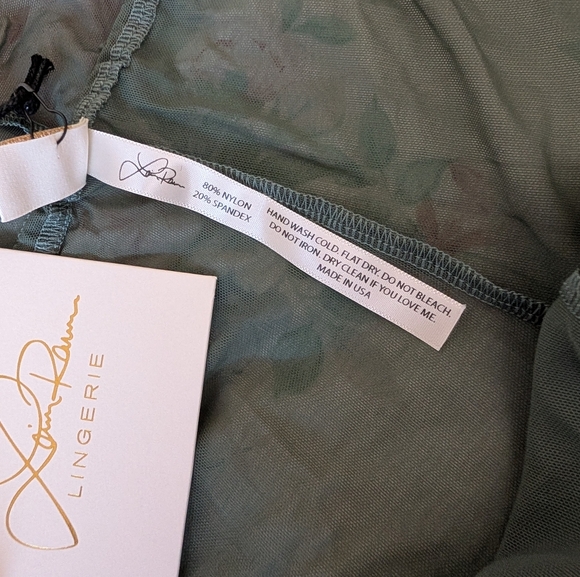 80% NYLON
20% SPANDEX
HAND WASH COLD. FLAT DRY. DO NOT BLEACH.
DO NOT IRON. DRY CLEAN IF YOU LOVE ME.
MADE IN USA
LINGERIE